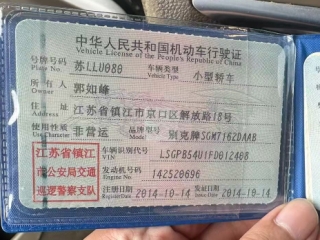 中华人民共和国机动车行驶证
Vehicle License of the People's Republic of China
号牌号码 苏LLU080 车辆类型 小型轿车
Plate No. Vehicle Type
所有人 郭如峰
Owner
住址 江苏省镇江市京口区解放路18号
Address
使用性质 非营运 品牌型号 别克牌SGM7162DAAB
Use Character Model
江苏省镇江
市公安局交通
巡逻警察支队
车辆识别代号 LSGPB54U1FD012408
VIN
发动机号码 142520696
Engine No.
注册日期 2014-10-14 发证日期 2014-10-14
Register Date Issue Date